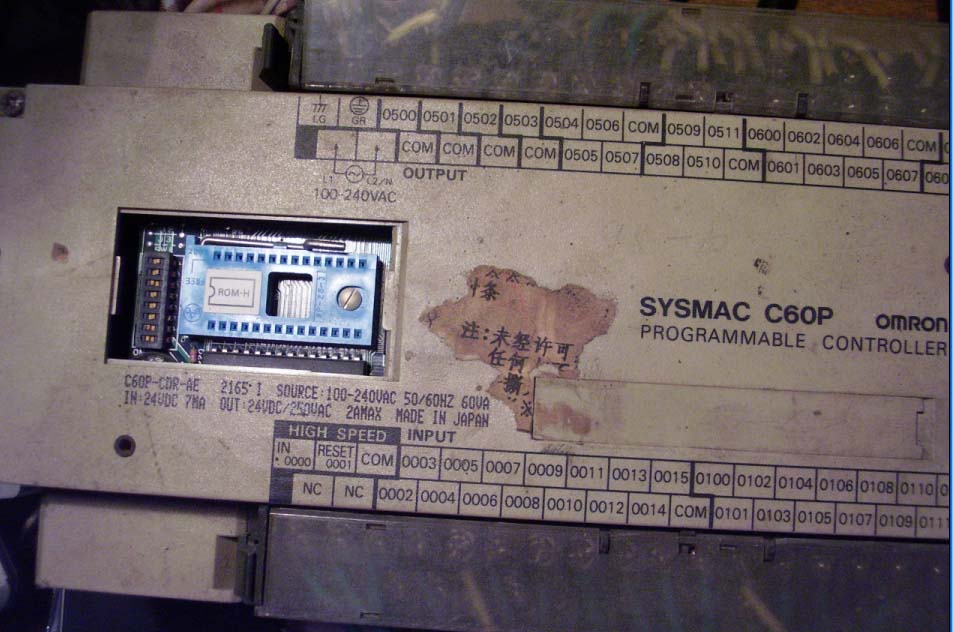 LG GR 0500 0501 0502 0503 0504 0506 COM 0509 0511 0600 0602 0604 0606 COM
COM COM COM COM 0505 0507 0508 0510 COM 0601 0603 0605 0607
L1 L2/N OUTPUT
100-240VAC
FREE
ROM-H
条
注:未经许可
任何
撕
SYSMAC C60P OMRON
PROGRAMMABLE CONTROLLER
C60P-CDR-AE 2165 1 SOURCE:100-240VAC 50/60HZ 60VA
IN:24VDC 7MA OUT:24VDC/250VAC 2AMAX MADE IN JAPAN
HIGH SPEED INPUT
IN 0000 RESET 0001 COM 0003 0005 0007 0009 0011 0013 0015 0100 0102 0104 0106 0108 0110
NC NC 0002 0004 0006 0008 0010 0012 0014 COM 0101 0103 0105 0107 0109